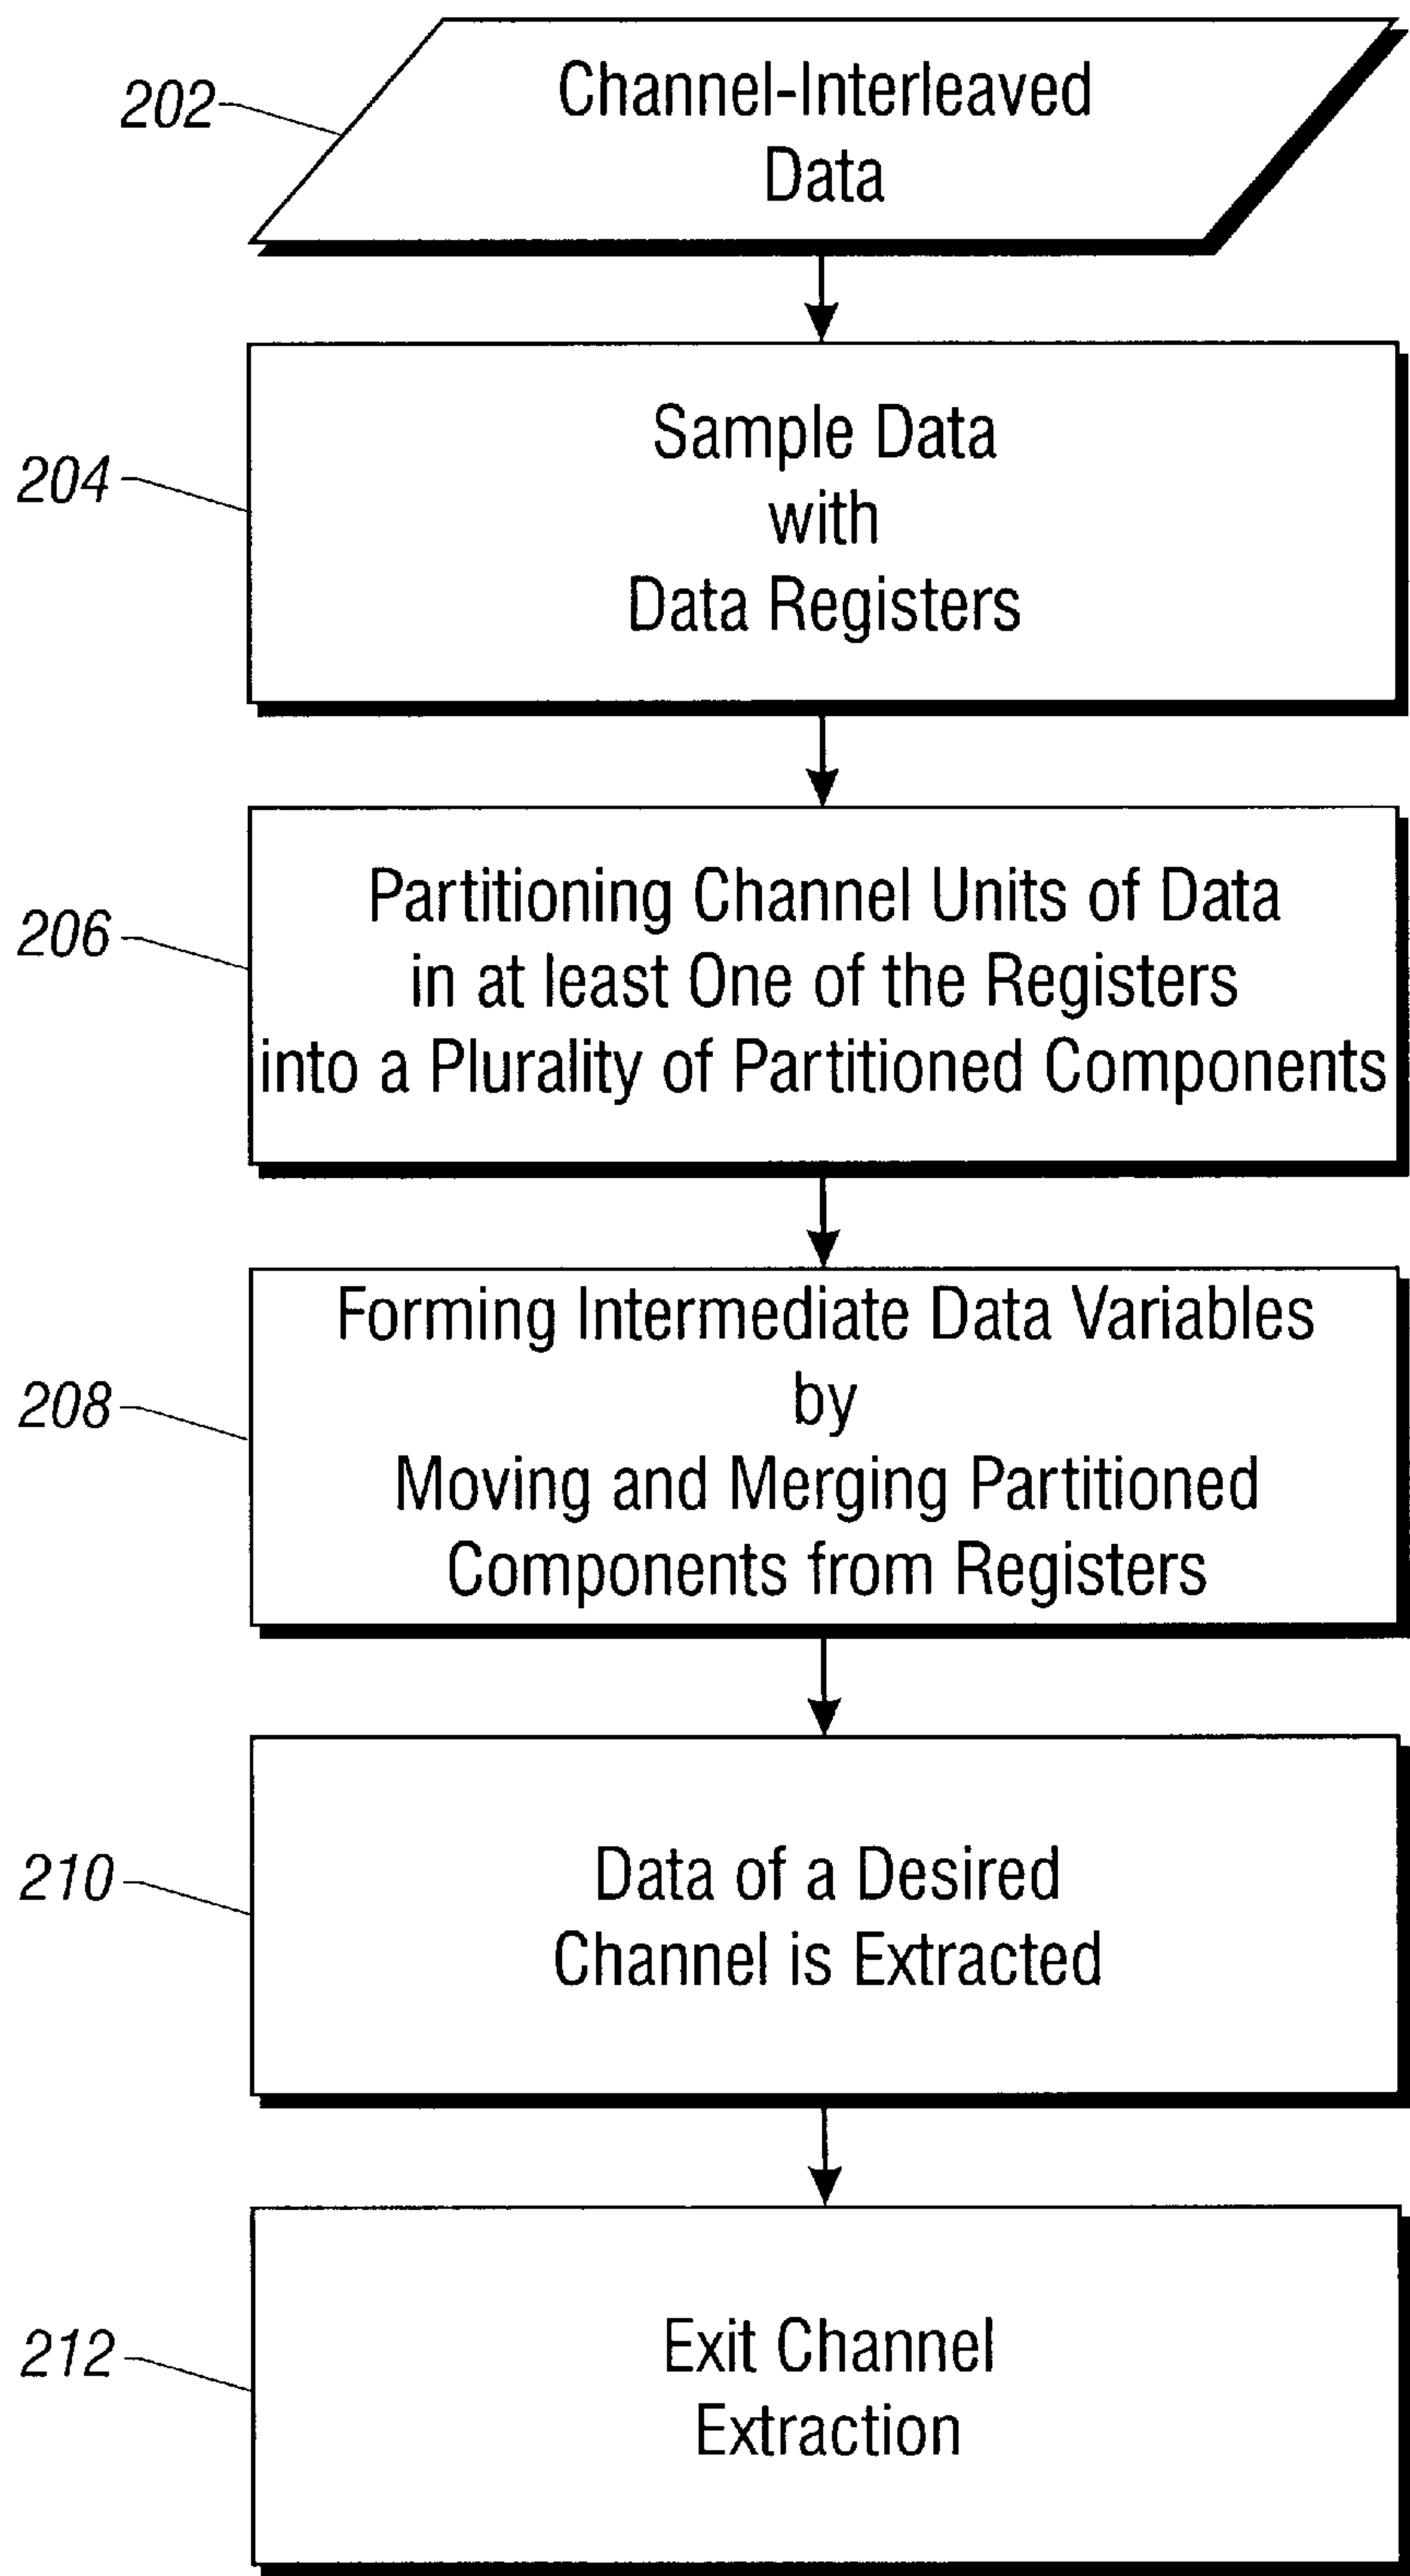 202
Channel-Interleaved
Data
204
Sample Data
with
Data Registers
206
Partitioning Channel Units of Data
in at least One of the Registers
into a Plurality of Partitioned Components
208
Forming Intermediate Data Variables
by
Moving and Merging Partitioned
Components from Registers
210
Data of a Desired
Channel is Extracted
212
Exit Channel
Extraction